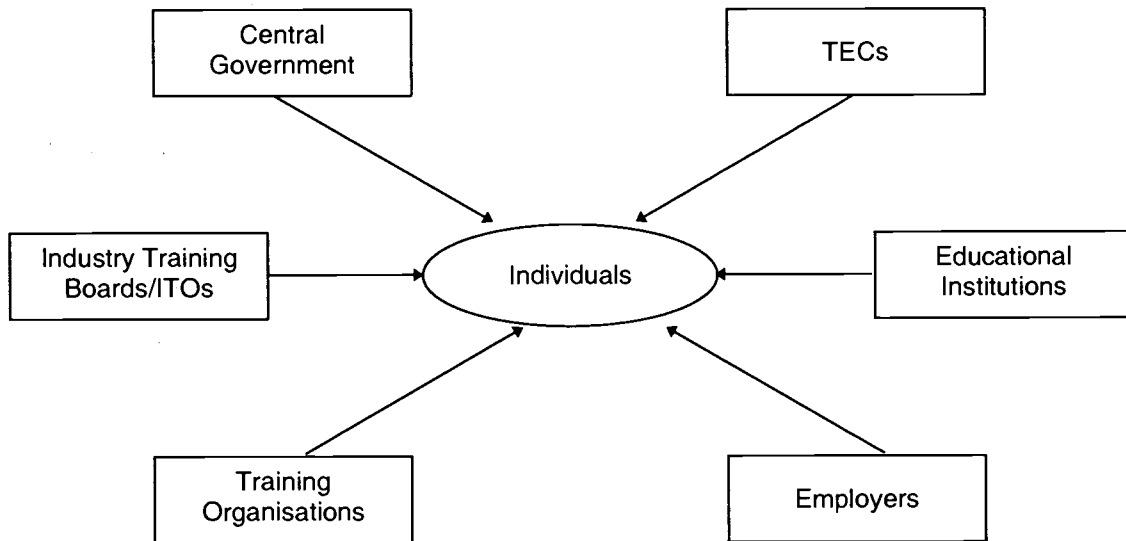 Central
Government
TECs
Industry Training
Boards/ITOs
Individuals
Educational
Institutions
Training
Organisations
Employers